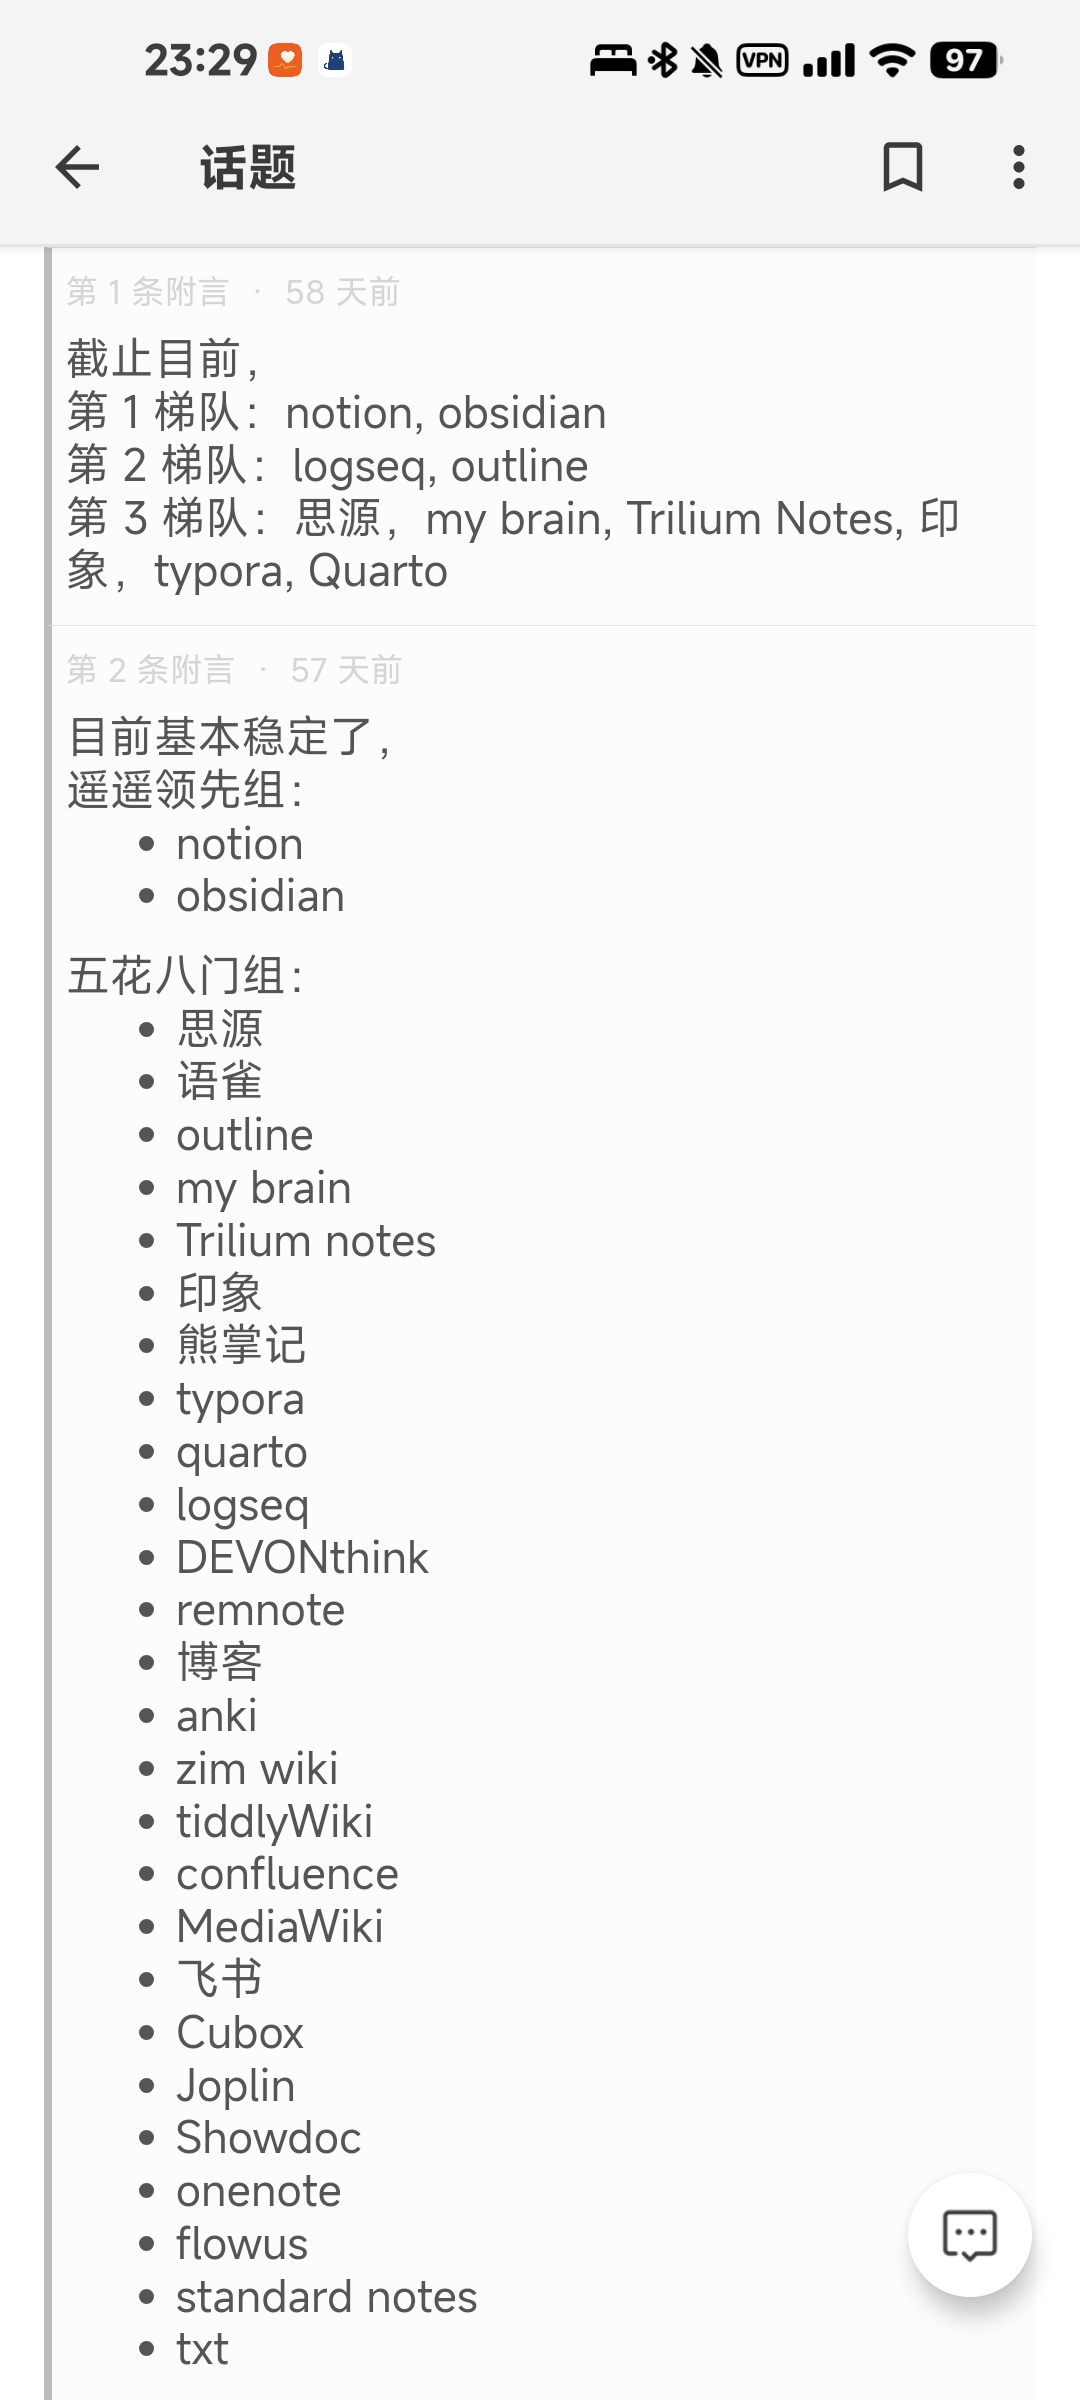 23:29 VPN 97
话题
第 1 条附言 · 58 天前
截止目前，
第 1 梯队：notion, obsidian
第 2 梯队：logseq, outline
第 3 梯队：思源，my brain, Trilium Notes, 印
象，typora, Quarto
第 2 条附言 · 57 天前
目前基本稳定了，
遥遥领先组：
• notion
• obsidian
五花八门组：
• 思源
• 语雀
• outline
• my brain
• Trilium notes
• 印象
• 熊掌记
• typora
• quarto
• logseq
• DEVONthink
• remnote
• 博客
• anki
• zim wiki
• tiddlyWiki
• confluence
• MediaWiki
• 飞书
• Cubox
• Joplin
• Showdoc
• onenote
• flowus
• standard notes
• txt